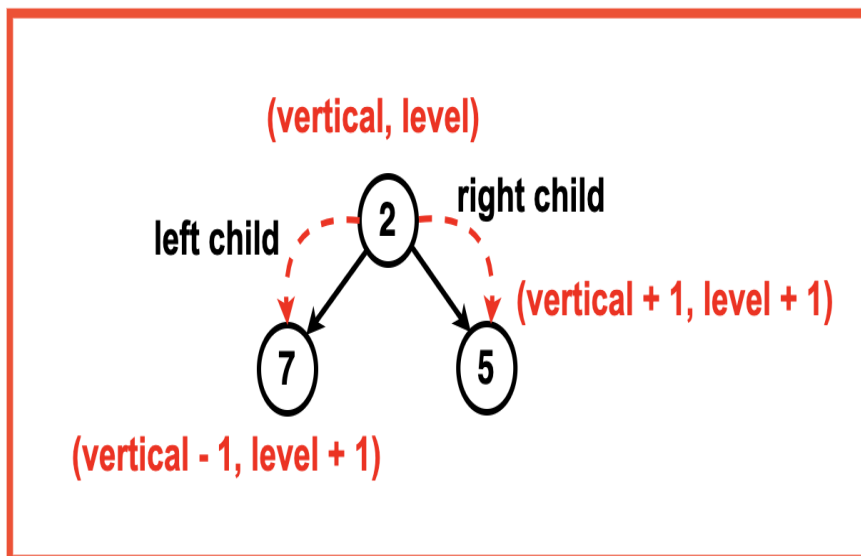 (vertical, level)
2
right child
left child
(vertical + 1, level + 1)
7
5
(vertical - 1, level + 1)